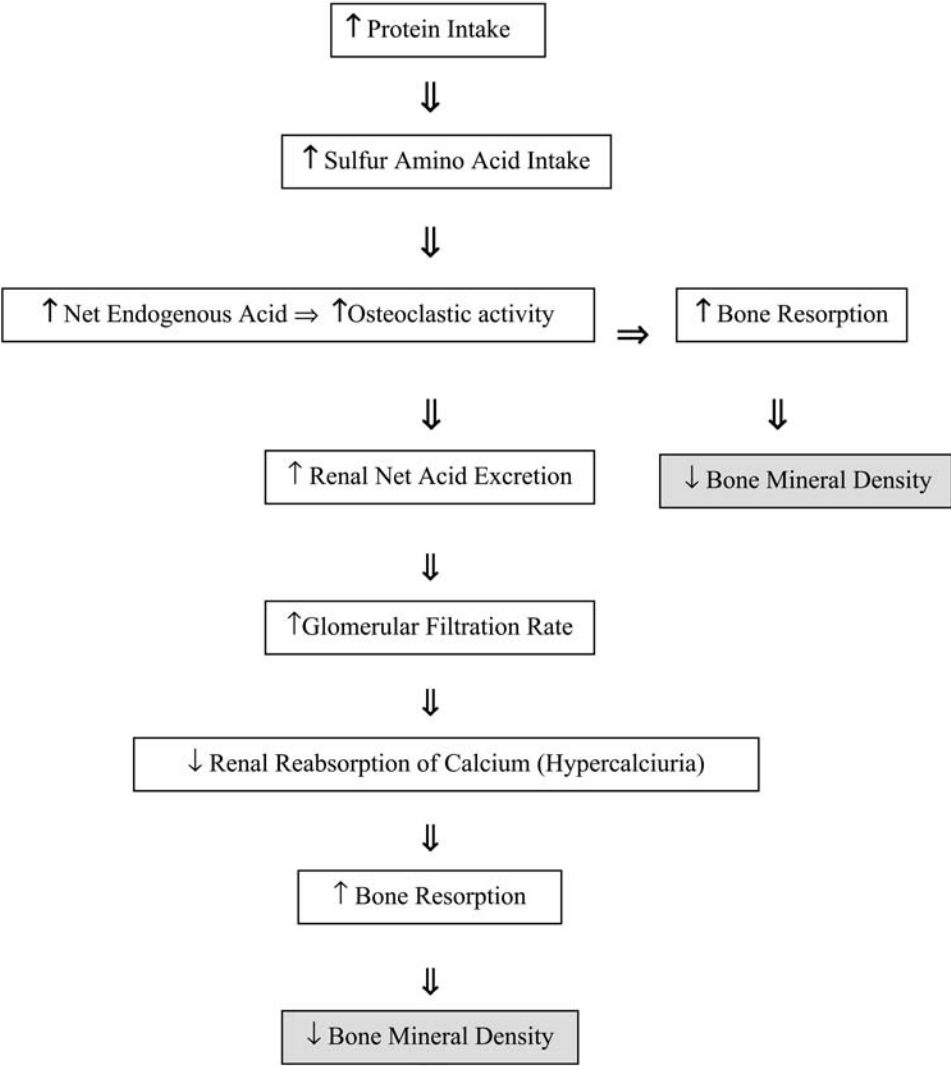 ↑ Protein Intake
⇓
↑ Sulfur Amino Acid Intake
⇓
↑ Net Endogenous Acid ⇒ ↑Osteoclastic activity ⇒ ↑ Bone Resorption
⇓ ⇓
↑ Renal Net Acid Excretion ↓ Bone Mineral Density
⇓
↑Glomerular Filtration Rate
⇓
↓ Renal Reabsorption of Calcium (Hypercalciuria)
⇓
↑ Bone Resorption
⇓
↓ Bone Mineral Density